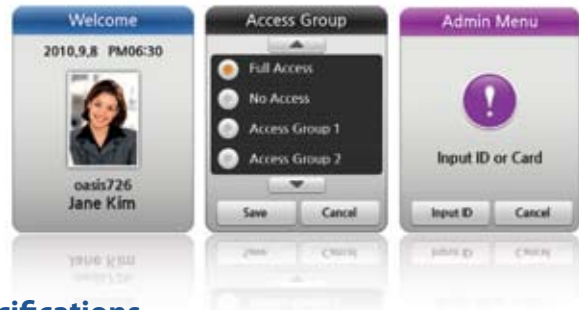 Welcome
2010,9,8 PM06:30
oasis726
Jane Kim
Access Group
Full Access
No Access
Access Group 1
Access Group 2
Save Cancel
Admin Menu
Input ID or Card
Input ID Cancel
cifications